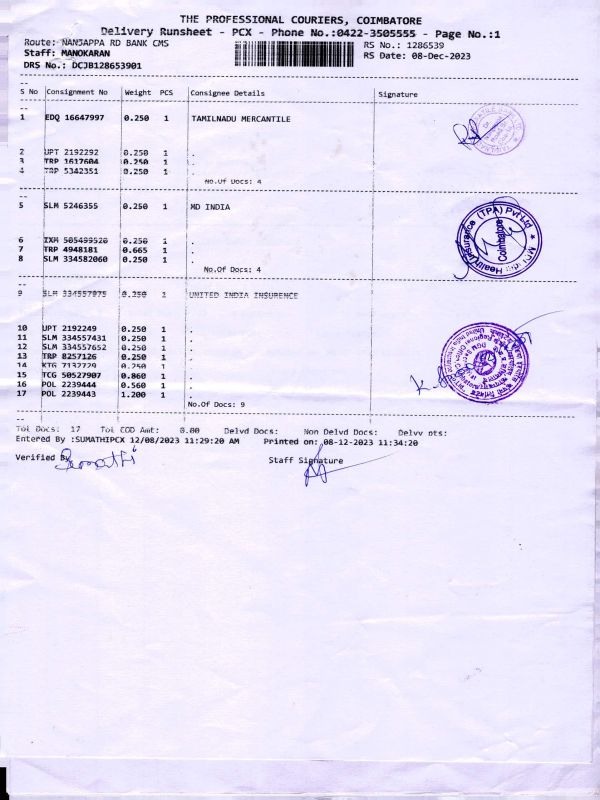 THE PROFESSIONAL COURIERS, COIMBATORE
Delivery Runsheet - PCX - Phone No.:0422-3505555 - Page No.:1
Route: NANJAPPA RD BANK CMS RS No.: 1286539
Staff: MANOKARAN RS Date: 08-Dec-2023
DRS No.: DCJB128653901
S No Consignment No Weight PCS Consignee Details Signature
1 EDQ 16647997 0.250 1 TAMILNADU MERCANTILE
2 UPT 2192292 0.250 1 .
3 TRP 1617604 0.250 1 .
4 TRP 5342351 0.250 1 .
No.Of Docs: 4
5 SLM 5246355 0.250 1 MD INDIA
6 IXM 505499520 0.250 1 .
7 TRP 4948181 0.665 1 .
8 SLM 334582060 0.250 1 .
No.Of Docs: 4
Health Insurance (TPA) Pvt Ltd
Coimbatore
9 SLM 334557075 0.250 1 UNITED INDIA INSURENCE
10 UPT 2192249 0.250 1 .
11 SLM 334557431 0.250 1 .
12 SLM 334557652 0.250 1 .
13 TRP 8257126 0.250 1 .
14 KTG 7132729 0.250 1 .
15 TCG 50527907 0.860 1 .
16 POL 2239444 0.560 1 .
17 POL 2239443 1.200 1 .
No.Of Docs: 9
Tot Docs: 17 Tot COD Amt: 0.00 Delvd Docs: Non Delvd Docs: Delvy pts:
Entered By :SUMATHIPCX 12/08/2023 11:29:20 AM Printed on: 08-12-2023 11:34:20
Verified By Sumathi Staff Signature